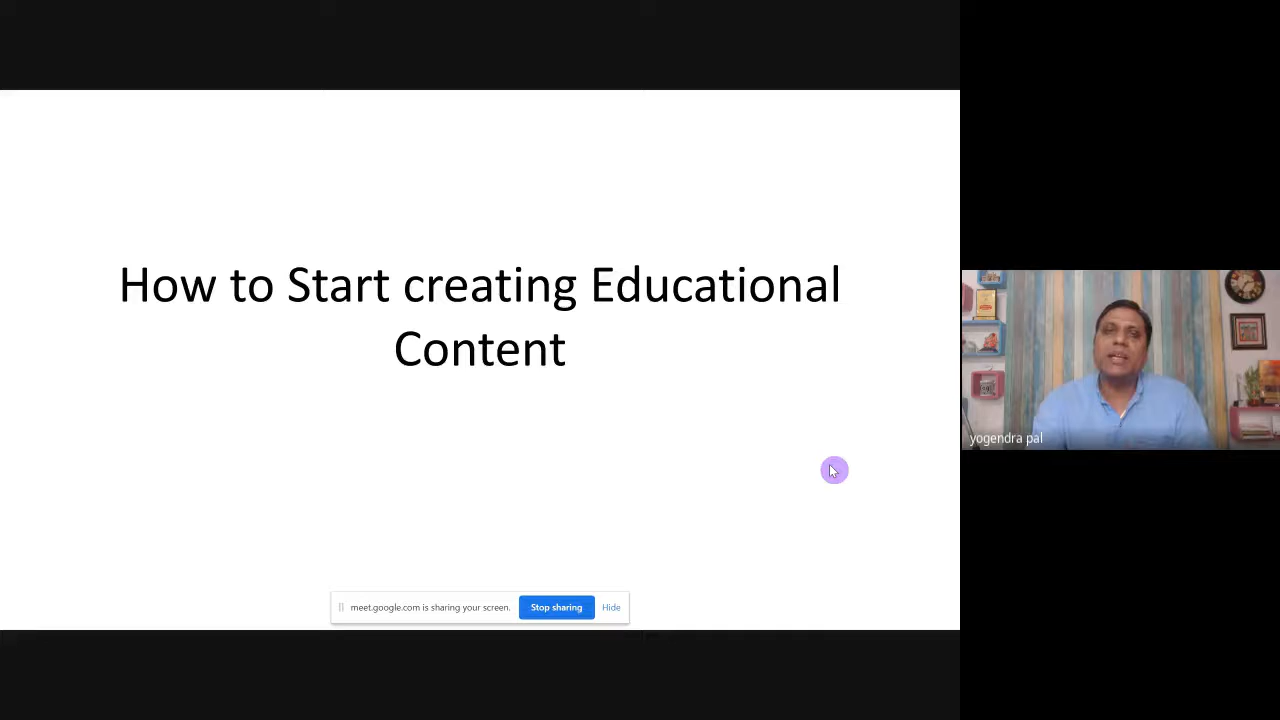 How to Start creating Educational
Content
yogendra pal
meet.google.com is sharing your screen. Stop sharing Hide